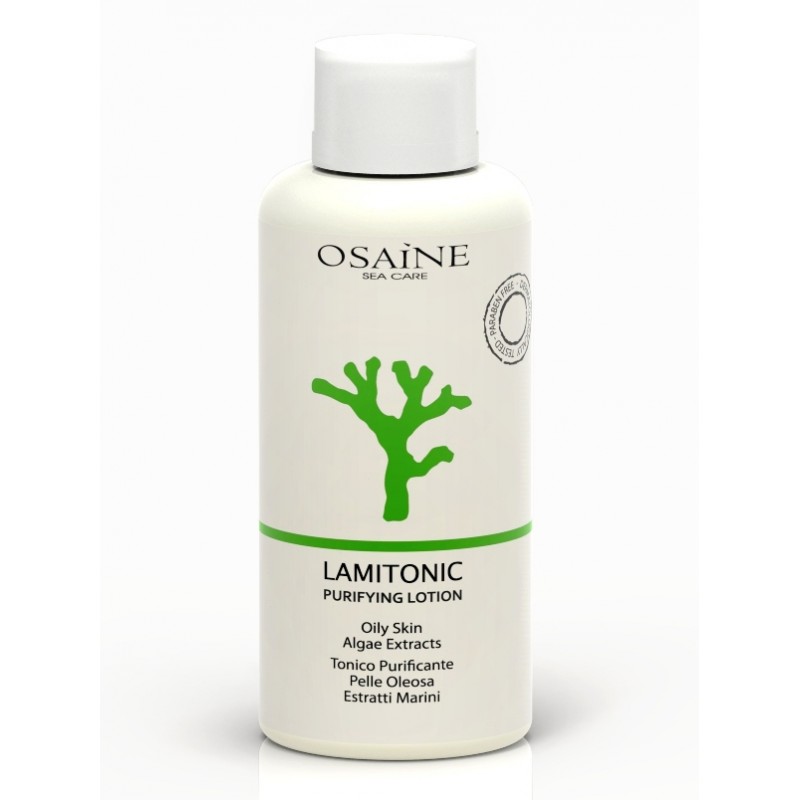 OSAÌNE
SEA CARE
PARABEN FREE - DERMATOLOGICALLY TESTED -
LAMITONIC
PURIFYING LOTION
Oily Skin
Algae Extracts
Tonico Purificante
Pelle Oleosa
Estratti Marini